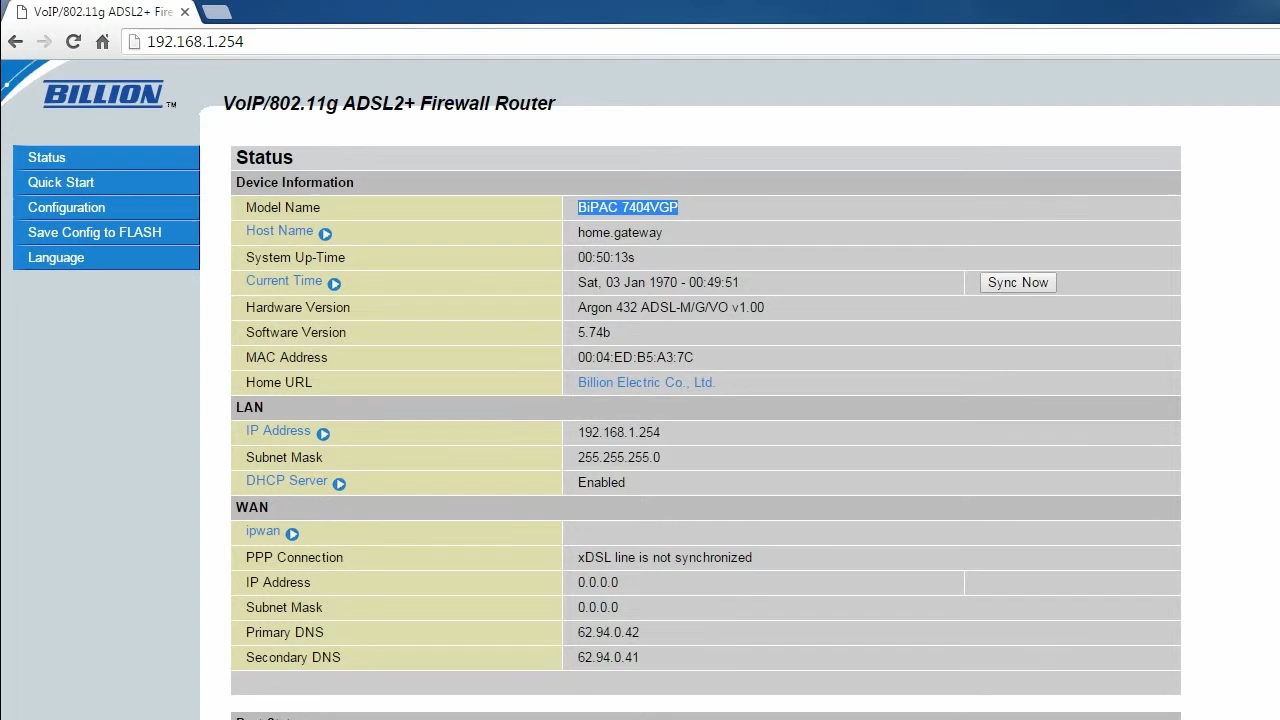 VoIP/802.11g ADSL2+ Fire
192.168.1.254
BILLION TM
VoIP/802.11g ADSL2+ Firewall Router
Status
Quick Start
Configuration
Save Config to FLASH
Language
Status
Device Information
Model Name BiPAC 7404VGP
Host Name home.gateway
System Up-Time 00:50:13s
Current Time Sat, 03 Jan 1970 - 00:49:51 Sync Now
Hardware Version Argon 432 ADSL-M/G/VO v1.00
Software Version 5.74b
MAC Address 00:04:ED:B5:A3:7C
Home URL Billion Electric Co., Ltd.
LAN
IP Address 192.168.1.254
Subnet Mask 255.255.255.0
DHCP Server Enabled
WAN
ipwan
PPP Connection xDSL line is not synchronized
IP Address 0.0.0.0
Subnet Mask 0.0.0.0
Primary DNS 62.94.0.42
Secondary DNS 62.94.0.41